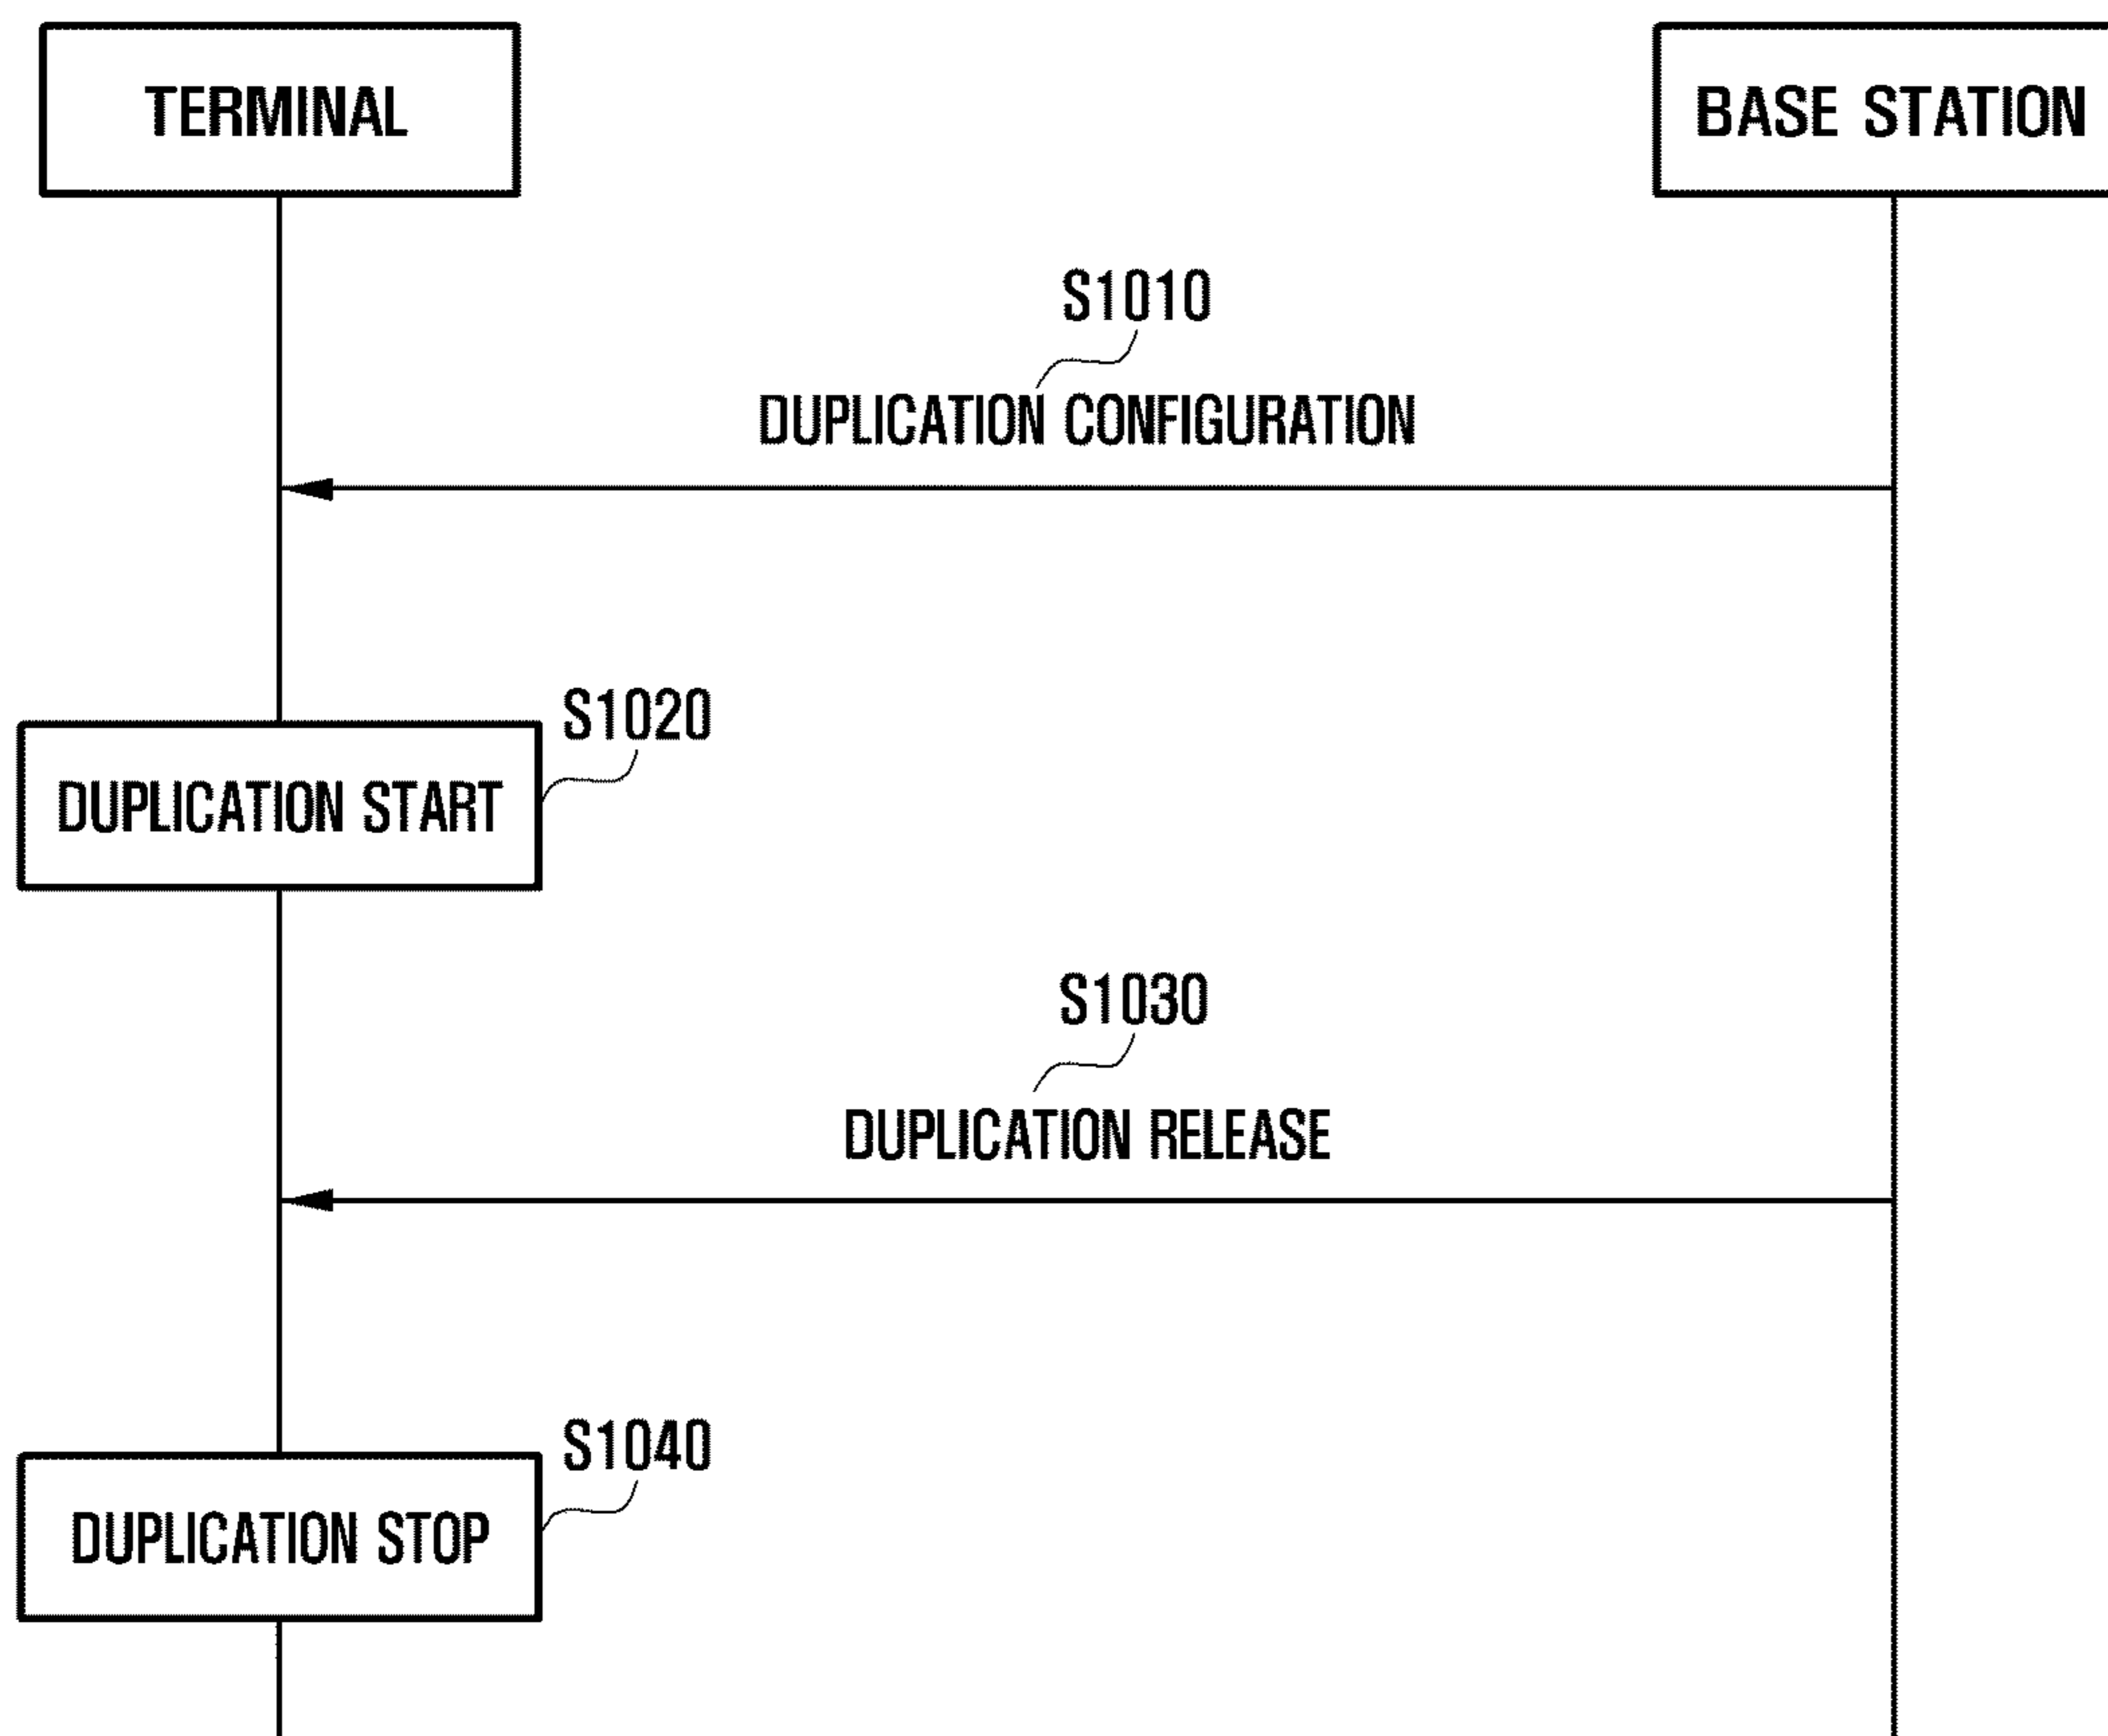 TERMINAL
BASE STATION
S1010
DUPLICATION CONFIGURATION
S1020
DUPLICATION START
S1030
DUPLICATION RELEASE
S1040
DUPLICATION STOP